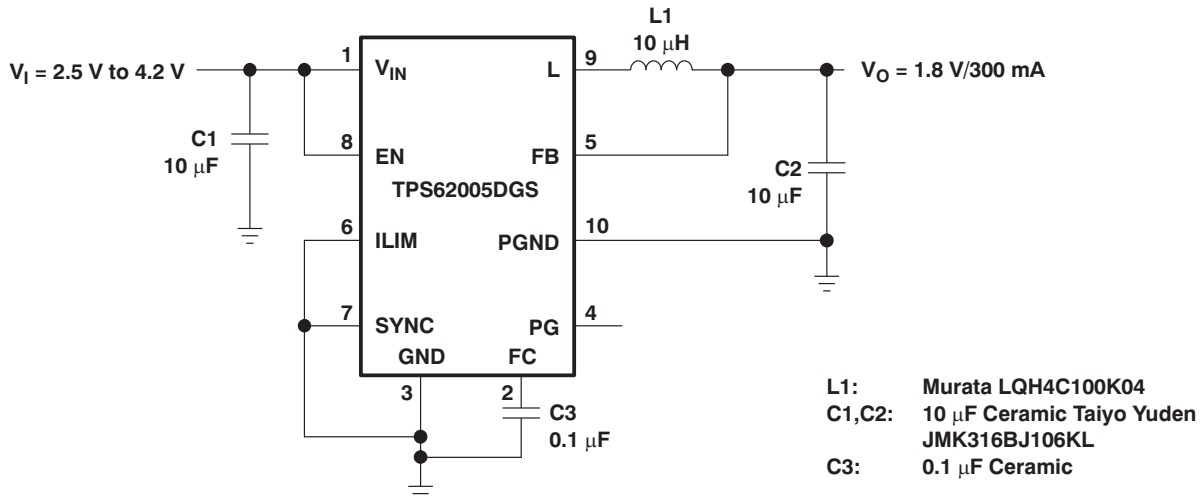 L1
10 μH
V_I = 2.5 V to 4.2 V
1
V_IN
L
9
V_O = 1.8 V/300 mA
C1
10 μF
8
EN
FB
5
C2
10 μF
TPS62005DGS
6
ILIM
PGND
10
7
SYNC
PG
4
GND
FC
3
2
C3
0.1 μF
L1: Murata LQH4C100K04
C1,C2: 10 μF Ceramic Taiyo Yuden
JMK316BJ106KL
C3: 0.1 μF Ceramic